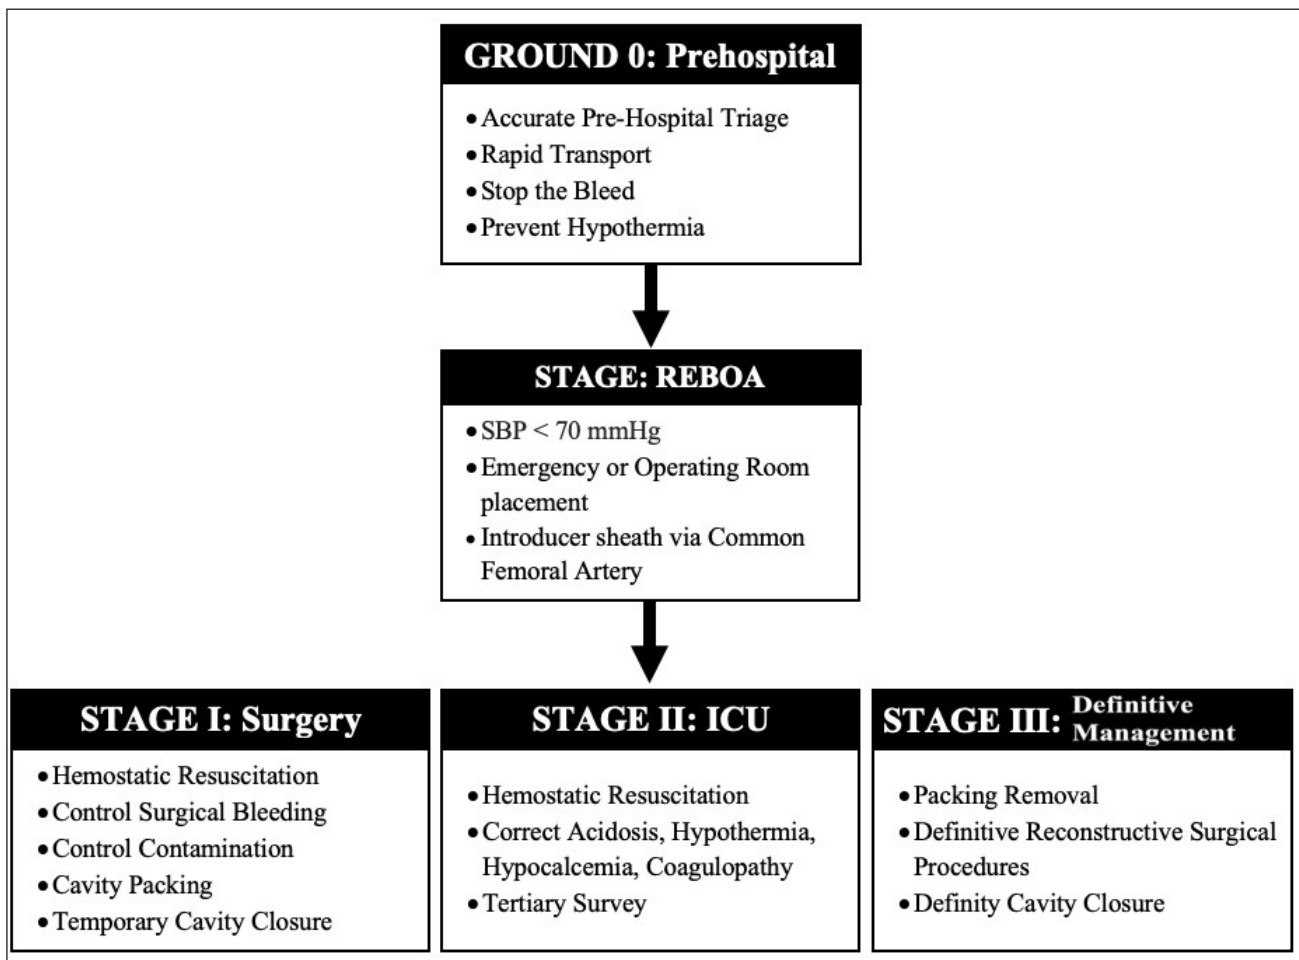 GROUND 0: Prehospital
• Accurate Pre-Hospital Triage
• Rapid Transport
• Stop the Bleed
• Prevent Hypothermia
STAGE: REBOA
• SBP < 70 mmHg
• Emergency or Operating Room
placement
• Introducer sheath via Common
Femoral Artery
STAGE I: Surgery
• Hemostatic Resuscitation
• Control Surgical Bleeding
• Control Contamination
• Cavity Packing
• Temporary Cavity Closure
STAGE II: ICU
• Hemostatic Resuscitation
• Correct Acidosis, Hypothermia,
Hypocalcemia, Coagulopathy
• Tertiary Survey
STAGE III: Definitive
Management
• Packing Removal
• Definitive Reconstructive Surgical
Procedures
• Definity Cavity Closure